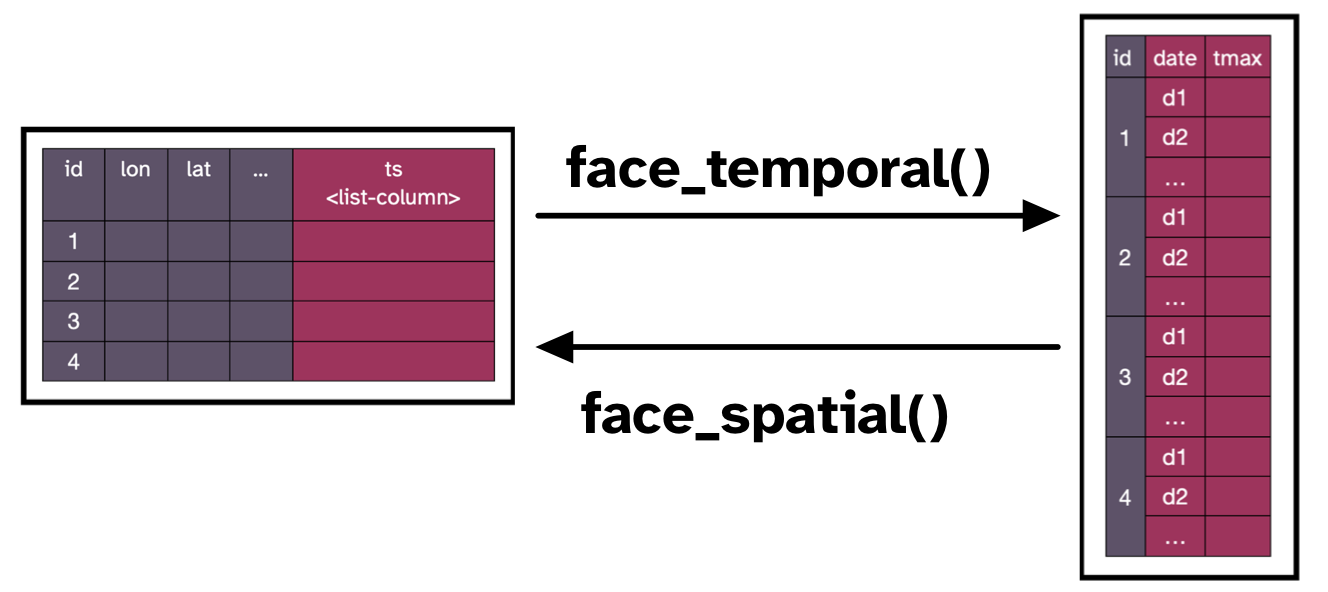 id lon lat ... ts
<list-column>
1
2
3
4
face_temporal()
face_spatial()
id date tmax
d1
1 d2
...
d1
2 d2
...
d1
3 d2
...
d1
4 d2
...